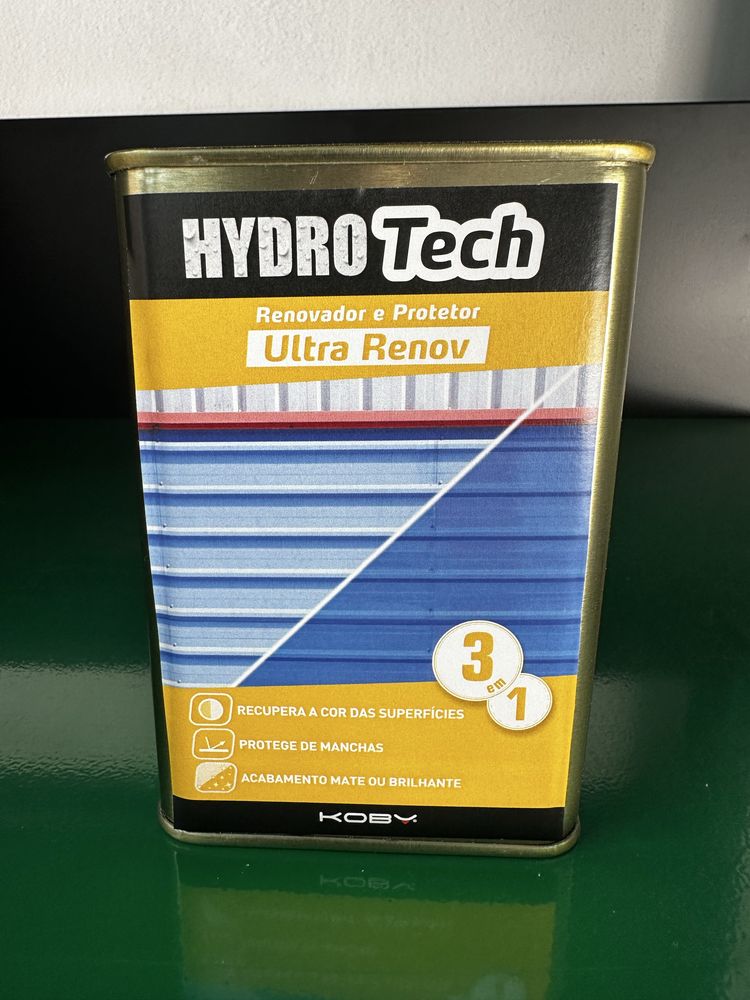 HYDRO Tech
Renovador e Protetor
Ultra Renov
3 em 1
RECUPERA A COR DAS SUPERFÍCIES
PROTEGE DE MANCHAS
ACABAMENTO MATE OU BRILHANTE
KOBY
KOBY